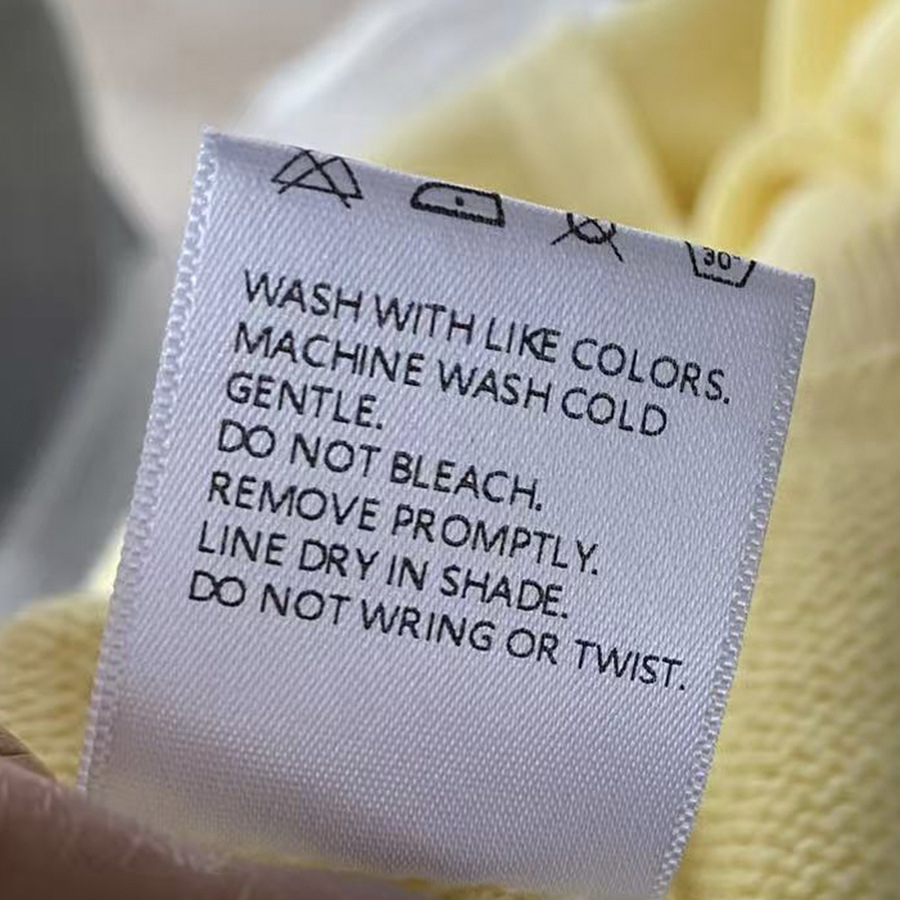 30°
WASH WITH LIKE COLORS.
MACHINE WASH COLD
GENTLE.
DO NOT BLEACH.
REMOVE PROMPTLY.
LINE DRY IN SHADE.
DO NOT WRING OR TWIST.